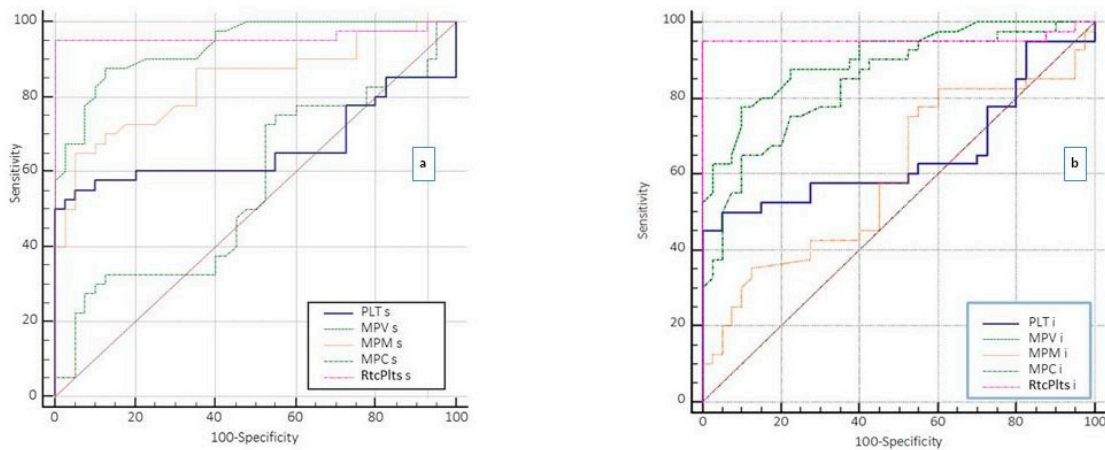 100
80
60
40
20
0
Sensitivity
a
PLT s
MPV s
MPM s
MPC s
RtcPlts s
0 20 40 60 80 100
100-Specificity
100
80
60
40
20
0
Sensitivity
b
PLT i
MPV i
MPM i
MPC i
RtcPlts i
0 20 40 60 80 100
100-Specificity